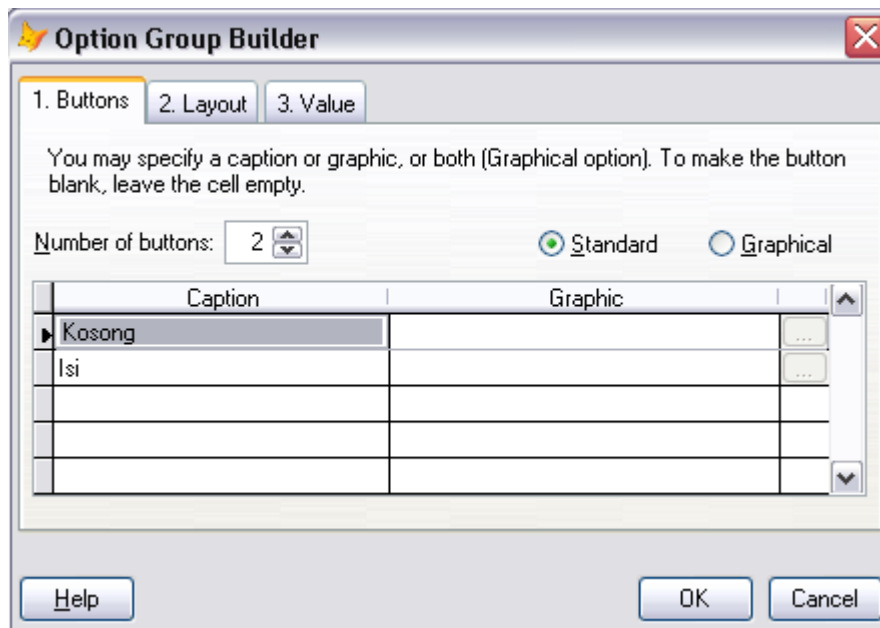 Option Group Builder
1. Buttons 2. Layout 3. Value
You may specify a caption or graphic, or both (Graphical option). To make the button
blank, leave the cell empty.
Number of buttons: 2 Standard Graphical
Caption Graphic
Kosong ...
Isi ...
Help OK Cancel